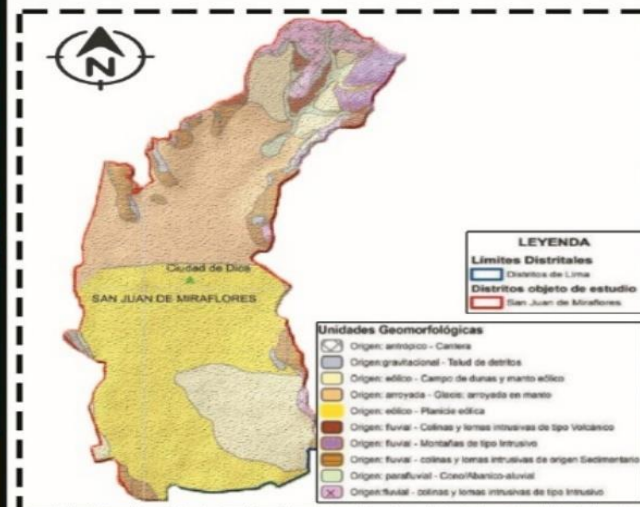 N
Ciudad de Dios
SAN JUAN DE MIRAFLORES
LEYENDA
Límites Distritales
Distritos de Lima
Distritos objeto de estudio
San Juan de Miraflores
Unidades Geomorfológicas
Origen: antrópico - Cantera
Origen:gravitacional - Talud de detritos
Origen: eólico - Campo de dunas y manto eólico
Origen: arroyada - Glacis: arroyada en manto
Origen: eólico - Planicie eólica
Origen: fluvial - Colinas y lomas intrusivas de tipo Volcánico
Origen: fluvial - Montañas de tipo Intrusivo
Origen: fluvial - colinas y lomas intrusivas de origen Sedimentario
Origen: parafluvial - Cono/Abanico-aluvial
Origen:fluvial - colinas y lomas intrusivas de tipo Intrusivo